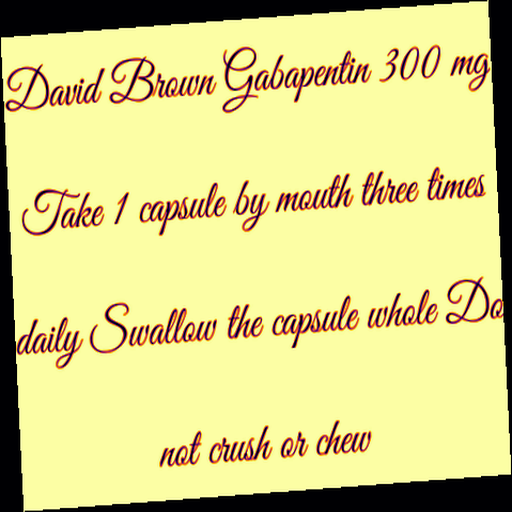 David Brown Gabapentin 300 mg
Take 1 capsule by mouth three times
daily Swallow the capsule whole Do
not crush or chew